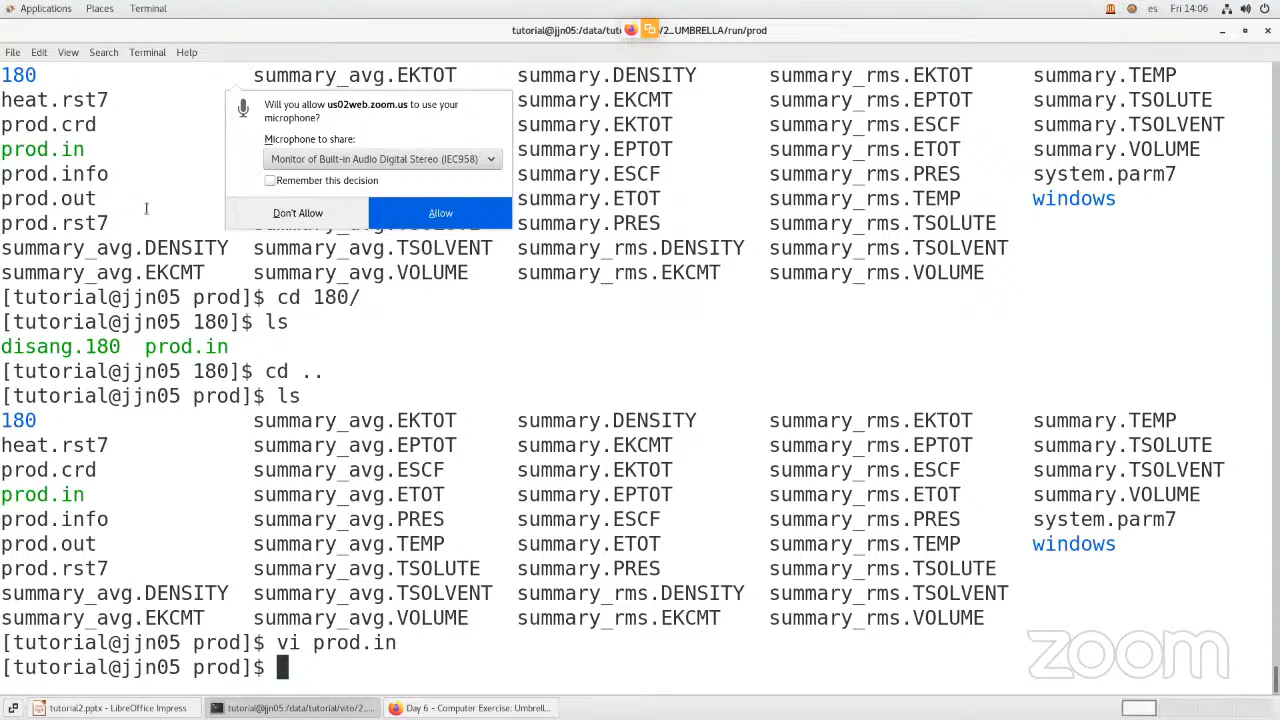 Applications Places Terminal es Fri 14:06
tutorial@jjn05:/data/tut /2_UMBRELLA/run/prod
File Edit View Search Terminal Help
180 summary_avg.EKTOT summary.DENSITY summary_rms.EKTOT summary.TEMP
heat.rst7 summary.EKCMT summary_rms.EPTOT summary.TSOLUTE
prod.crd summary.EKTOT summary_rms.ESCF summary.TSOLVENT
prod.in summary.EPTOT summary_rms.ETOT summary.VOLUME
prod.info summary.ESCF summary_rms.PRES system.parm7
prod.out summary.ETOT summary_rms.TEMP windows
prod.rst7 summary.PRES summary_rms.TSOLUTE
summary_avg.DENSITY summary_avg.TSOLVENT summary_rms.DENSITY summary_rms.TSOLVENT
summary_avg.EKCMT summary_avg.VOLUME summary_rms.EKCMT summary_rms.VOLUME
Will you allow us02web.zoom.us to use your
microphone?
Microphone to share:
Monitor of Built-in Audio Digital Stereo (IEC958)
Remember this decision
Don't Allow Allow
[tutorial@jjn05 prod]$ cd 180/
[tutorial@jjn05 180]$ ls
disang.180 prod.in
[tutorial@jjn05 180]$ cd ..
[tutorial@jjn05 prod]$ ls
180 summary_avg.EKTOT summary.DENSITY summary_rms.EKTOT summary.TEMP
heat.rst7 summary_avg.EPTOT summary.EKCMT summary_rms.EPTOT summary.TSOLUTE
prod.crd summary_avg.ESCF summary.EKTOT summary_rms.ESCF summary.TSOLVENT
prod.in summary_avg.ETOT summary.EPTOT summary_rms.ETOT summary.VOLUME
prod.info summary_avg.PRES summary.ESCF summary_rms.PRES system.parm7
prod.out summary_avg.TEMP summary.ETOT summary_rms.TEMP windows
prod.rst7 summary_avg.TSOLUTE summary.PRES summary_rms.TSOLUTE
summary_avg.DENSITY summary_avg.TSOLVENT summary_rms.DENSITY summary_rms.TSOLVENT
summary_avg.EKCMT summary_avg.VOLUME summary_rms.EKCMT summary_rms.VOLUME
[tutorial@jjn05 prod]$ vi prod.in
[tutorial@jjn05 prod]$
zoom
tutorial2.pptx - LibreOffice Impress tutorial@jjn05:/data/tutorial/vito/2_... Day 6 - Computer Exercise: Umbrell...